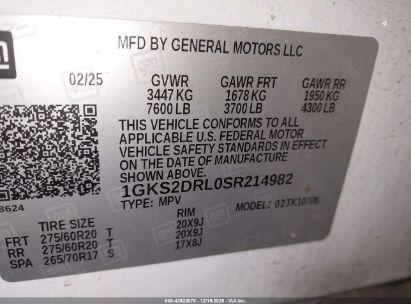 gm
MFD BY GENERAL MOTORS LLC
02/25 GVWR GAWR FRT GAWR RR
3447 KG 1678 KG 1950 KG
7600 LB 3700 LB 4300 LB
THIS VEHICLE CONFORMS TO ALL
APPLICABLE U.S. FEDERAL MOTOR
VEHICLE SAFETY STANDARDS IN
EFFECT ON THE DATE OF
MANUFACTURE SHOWN ABOVE.
1GKS2DRL0SR214982
TYPE: MPV MODEL: 02TK10706
8624
TIRE SIZE RIM
FRT 275/60R20 T 20X9J
RR 275/60R20 T 20X9J
SPA 265/70R17 S 17X8J